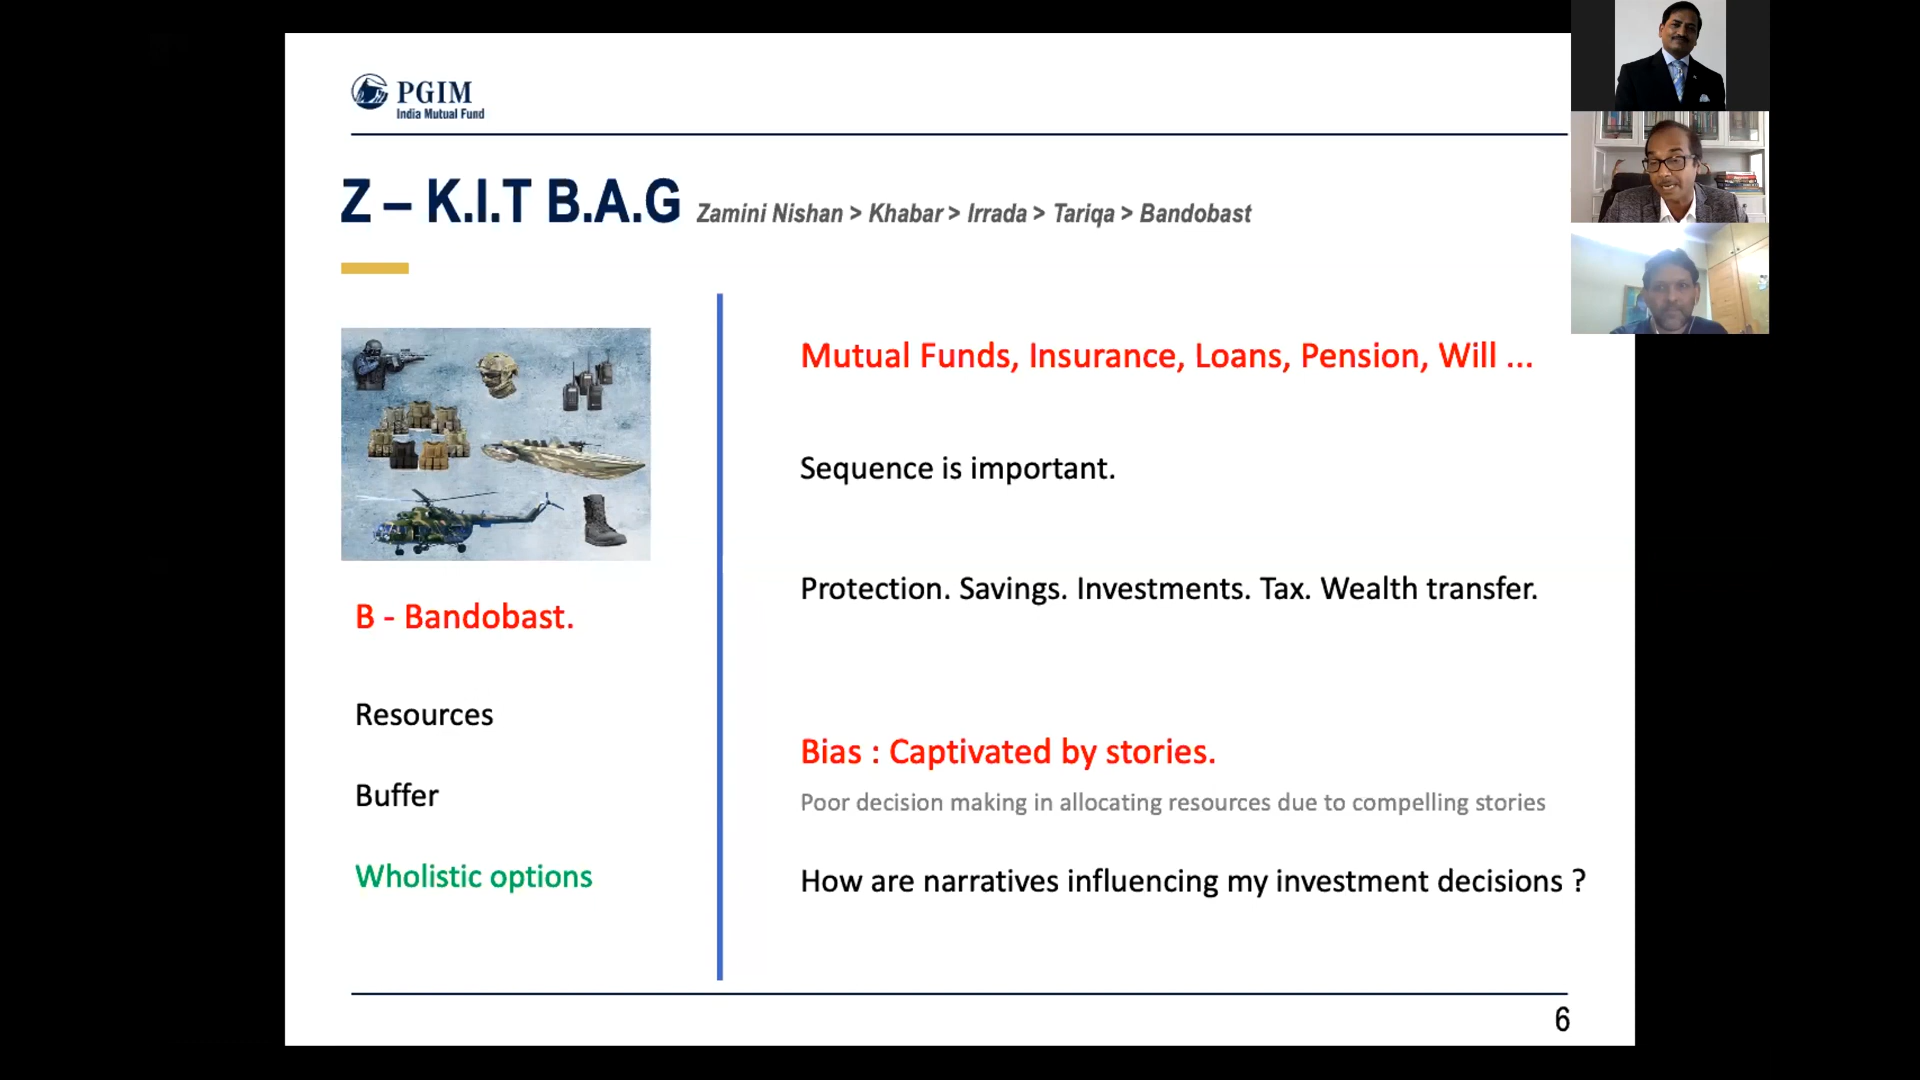 PGIM
India Mutual Fund
Z – K.I.T B.A.G Zamini Nishan > Khabar > Irrada > Tariqa > Bandobast
B - Bandobast.
Resources
Buffer
Wholistic options
Mutual Funds, Insurance, Loans, Pension, Will ...
Sequence is important.
Protection. Savings. Investments. Tax. Wealth transfer.
Bias : Captivated by stories.
Poor decision making in allocating resources due to compelling stories
How are narratives influencing my investment decisions ?
6